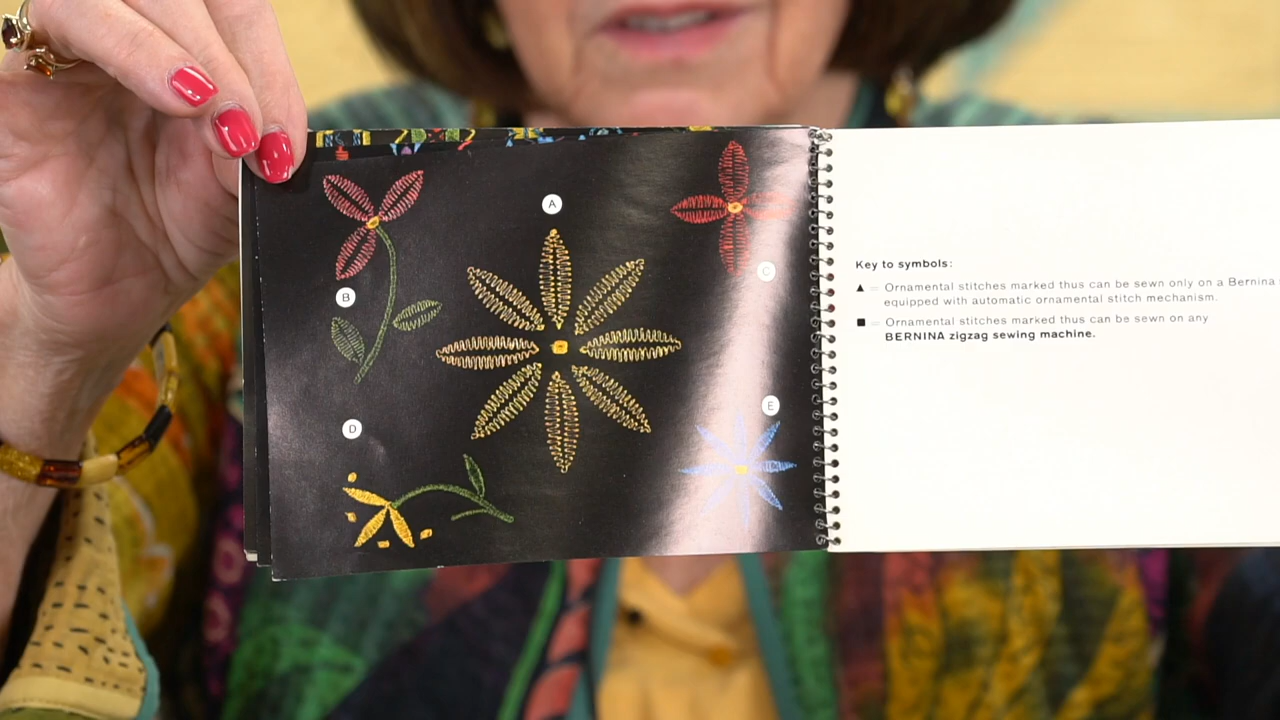 A
B
C
D
E
Key to symbols:
▲ = Ornamental stitches marked thus can be sewn only on a Bernina
equipped with automatic ornamental stitch mechanism.
■ = Ornamental stitches marked thus can be sewn on any
BERNINA zigzag sewing machine.